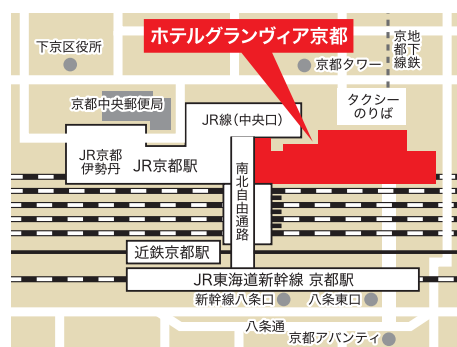 ホテルグランヴィア京都
下京区役所
京都
地下鉄
烏丸線
京都タワー
京都中央郵便局
タクシー
のりば
JR線(中央口)
JR京都
伊勢丹
JR京都駅
南北自由通路
近鉄京都駅
JR東海道新幹線 京都駅
新幹線八条口
八条東口
八条通
京都アバンティ